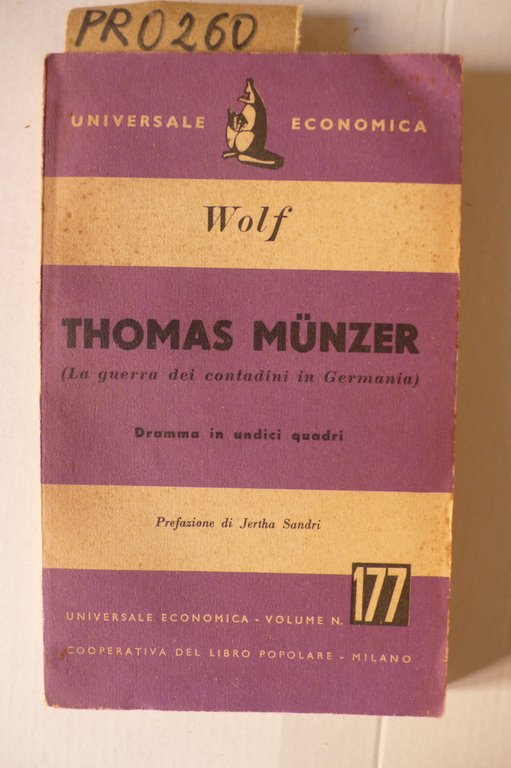 PRO260
UNIVERSALE ECONOMICA
Wolf
THOMAS MÜNZER
(La guerra dei contadini in Germania)
Dramma in undici quadri
Prefazione di Jertha Sandri
UNIVERSALE ECONOMICA - VOLUME N. 177
COOPERATIVA DEL LIBRO POPOLARE - MILANO